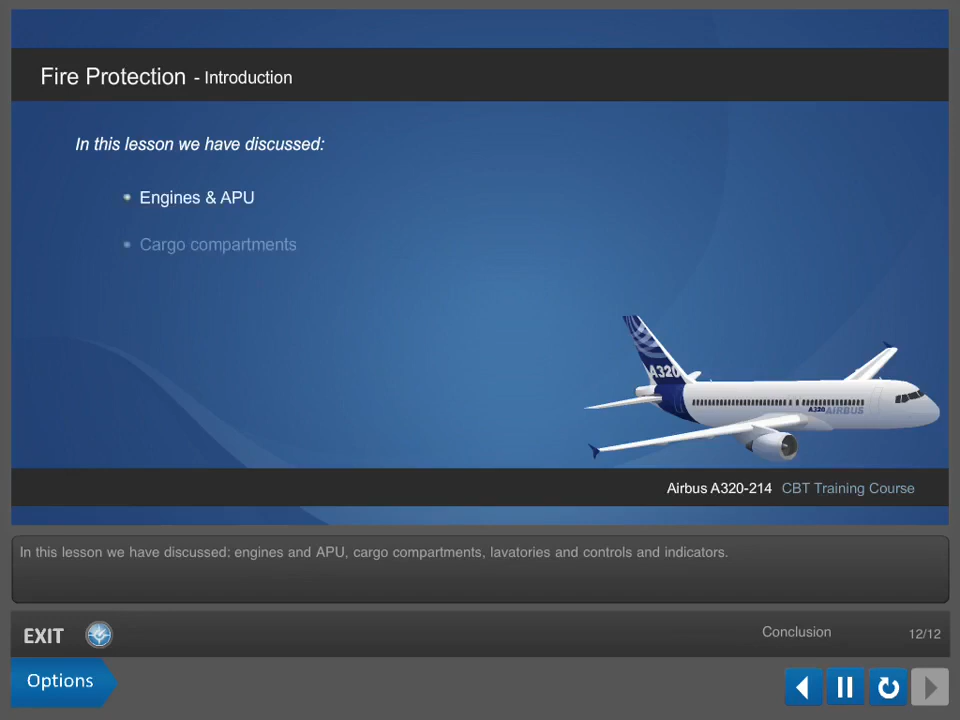 Fire Protection - Introduction
In this lesson we have discussed:
Engines & APU
Cargo compartments
A320
A320 AIRBUS
Airbus A320-214 CBT Training Course
In this lesson we have discussed: engines and APU, cargo compartments, lavatories and controls and indicators.
EXIT
Conclusion 12/12
Options